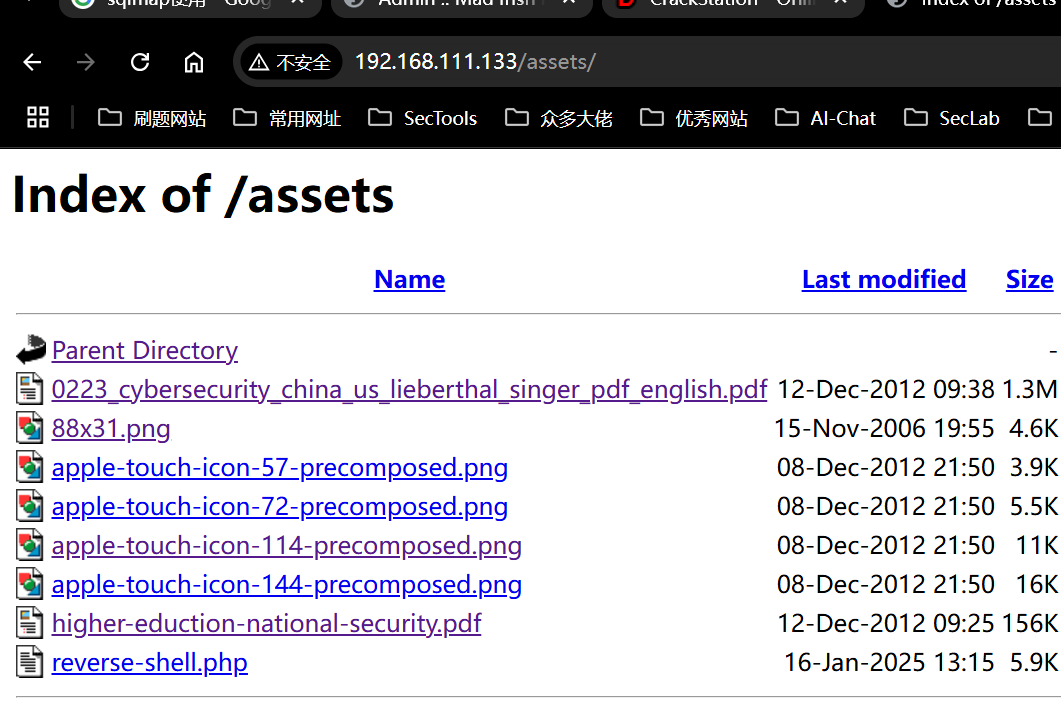 sqlmap使用 - Goog
Admin :: Mad Irish
CrackStation - Onli
Index of /assets
不安全 192.168.111.133/assets/
刷题网站 常用网址 SecTools 众多大佬 优秀网站 AI-Chat SecLab
Index of /assets
Name Last modified Size
Parent Directory -
0223_cybersecurity_china_us_lieberthal_singer_pdf_english.pdf 12-Dec-2012 09:38 1.3M
88x31.png 15-Nov-2006 19:55 4.6K
apple-touch-icon-57-precomposed.png 08-Dec-2012 21:50 3.9K
apple-touch-icon-72-precomposed.png 08-Dec-2012 21:50 5.5K
apple-touch-icon-114-precomposed.png 08-Dec-2012 21:50 11K
apple-touch-icon-144-precomposed.png 08-Dec-2012 21:50 16K
higher-eduction-national-security.pdf 12-Dec-2012 09:25 156K
reverse-shell.php 16-Jan-2025 13:15 5.9K